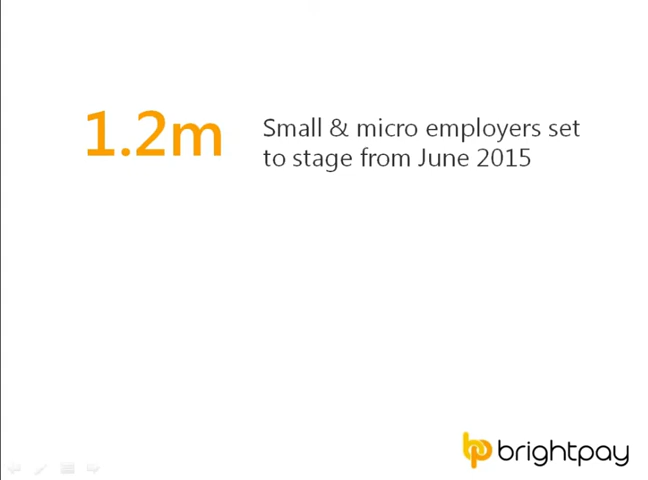 1.2m
Small & micro employers set
to stage from June 2015
brightpay